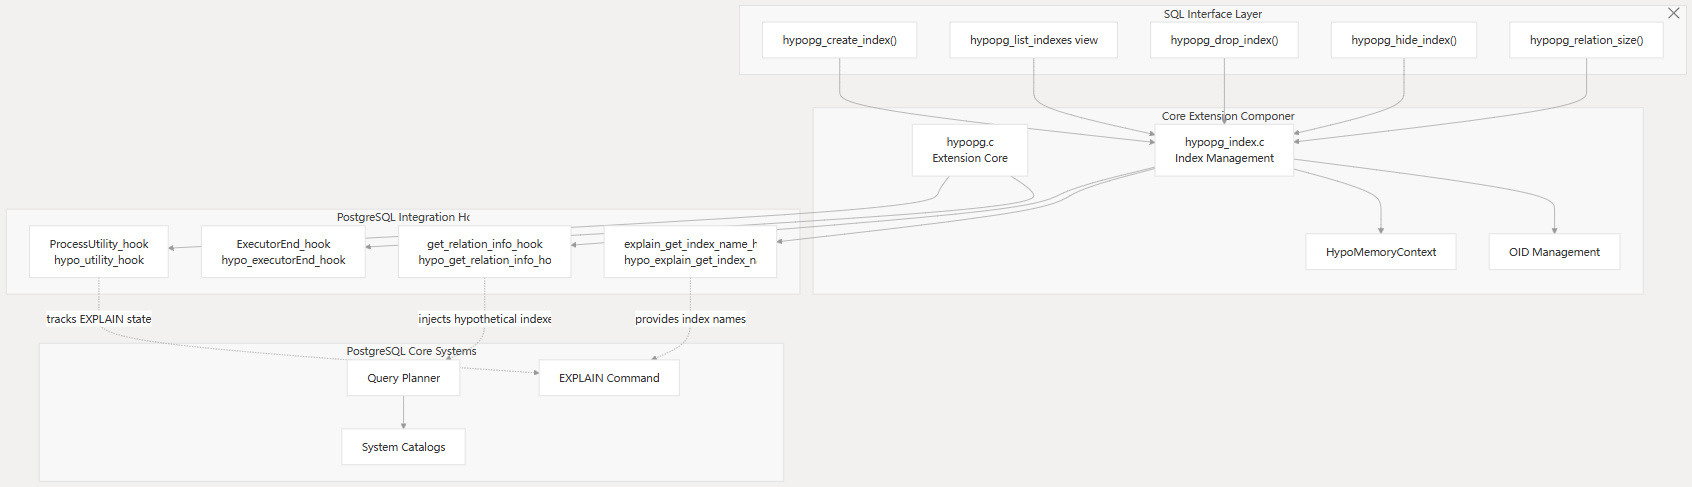 SQL Interface Layer
hypopg_create_index()
hypopg_list_indexes view
hypopg_drop_index()
hypopg_hide_index()
hypopg_relation_size()
Core Extension Componer
hypopg.c
Extension Core
hypopg_index.c
Index Management
HypoMemoryContext
OID Management
PostgreSQL Integration Ho
ProcessUtility_hook
hypo_utility_hook
ExecutorEnd_hook
hypo_executorEnd_hook
get_relation_info_hook
hypo_get_relation_info_ho
explain_get_index_name_h
hypo_explain_get_index_na
tracks EXPLAIN state
injects hypothetical indexe
provides index names
PostgreSQL Core Systems
Query Planner
EXPLAIN Command
System Catalogs